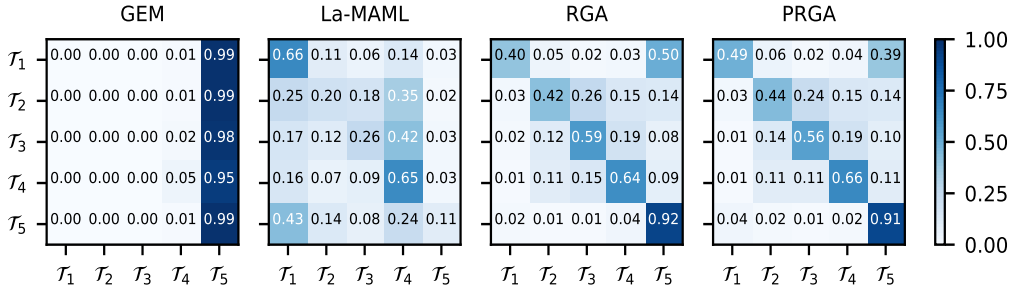 GEM La-MAML RGA PRGA
𝒯1 0.00 0.00 0.00 0.01 0.99 0.66 0.11 0.06 0.14 0.03 0.40 0.05 0.02 0.03 0.50 0.49 0.06 0.02 0.04 0.39 1.00
𝒯2 0.00 0.00 0.00 0.01 0.99 0.25 0.20 0.18 0.35 0.02 0.03 0.42 0.26 0.15 0.14 0.03 0.44 0.24 0.15 0.14 0.75
𝒯3 0.00 0.00 0.00 0.02 0.98 0.17 0.12 0.26 0.42 0.03 0.02 0.12 0.59 0.19 0.08 0.01 0.14 0.56 0.19 0.10 0.50
𝒯4 0.00 0.00 0.00 0.05 0.95 0.16 0.07 0.09 0.65 0.03 0.01 0.11 0.15 0.64 0.09 0.01 0.11 0.11 0.66 0.11 0.25
𝒯5 0.00 0.00 0.00 0.01 0.99 0.43 0.14 0.08 0.24 0.11 0.02 0.01 0.01 0.04 0.92 0.04 0.02 0.01 0.02 0.91 0.00
𝒯1 𝒯2 𝒯3 𝒯4 𝒯5 𝒯1 𝒯2 𝒯3 𝒯4 𝒯5 𝒯1 𝒯2 𝒯3 𝒯4 𝒯5 𝒯1 𝒯2 𝒯3 𝒯4 𝒯5